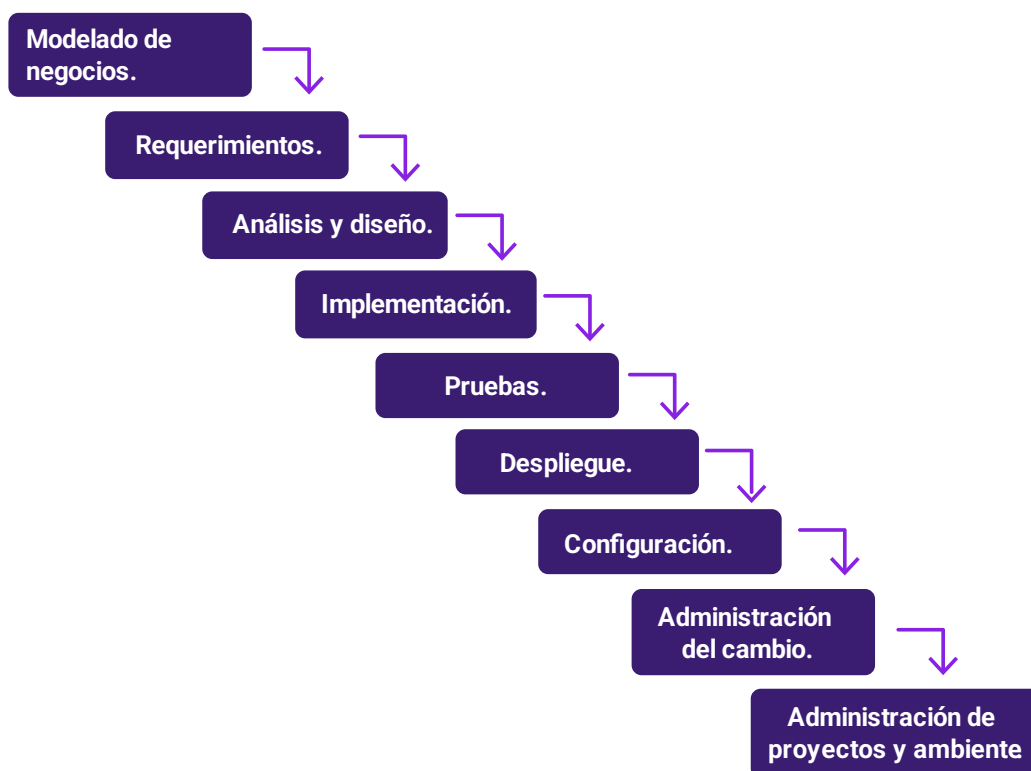 Modelado de
negocios.
Requerimientos.
Análisis y diseño.
Implementación.
Pruebas.
Despliegue.
Configuración.
Administración
del cambio.
Administración de
proyectos y ambiente